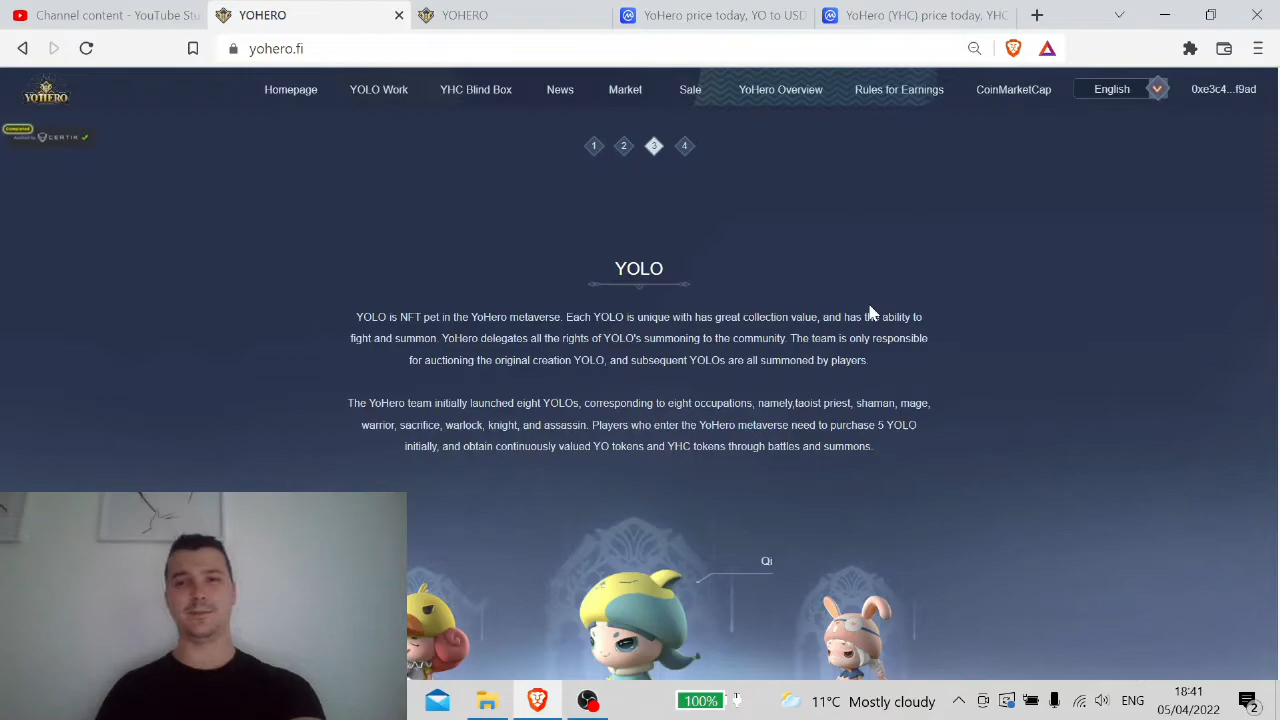 Channel content - YouTube Stud
YOHERO
YOHERO
YoHero price today, YO to USD
YoHero (YHC) price today, YHC
yohero.fi
YOHERO
Homepage
YOLO Work
YHC Blind Box
News
Market
Sale
YoHero Overview
Rules for Earnings
CoinMarketCap
English
0xe3c4...f9ad
Completed
Audited by CERTIK
1 2 3 4
YOLO
YOLO is NFT pet in the YoHero metaverse. Each YOLO is unique with has great collection value, and has the ability to
fight and summon. YoHero delegates all the rights of YOLO's summoning to the community. The team is only responsible
for auctioning the original creation YOLO, and subsequent YOLOs are all summoned by players.
The YoHero team initially launched eight YOLOs, corresponding to eight occupations, namely,taoist priest, shaman, mage,
warrior, sacrifice, warlock, knight, and assassin. Players who enter the YoHero metaverse need to purchase 5 YOLO
initially, and obtain continuously valued YO tokens and YHC tokens through battles and summons.
Qi
100%
11°C Mostly cloudy
ENG
18:41
05/04/2022
2